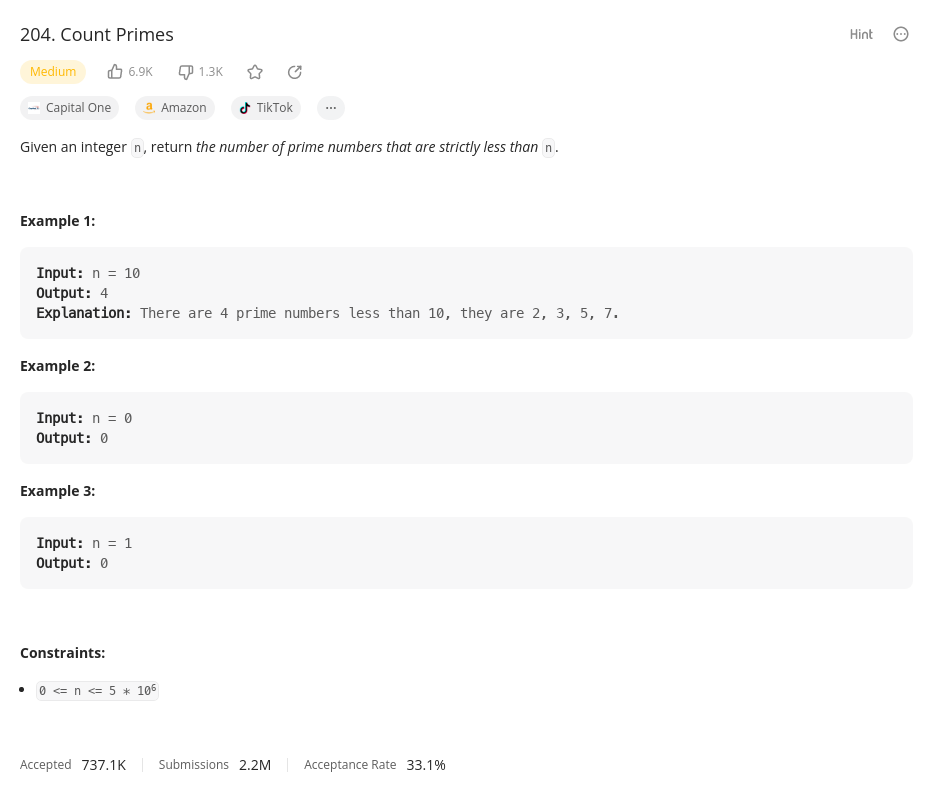 204. Count Primes
Hint
Medium 6.9K 1.3K
Capital One Amazon TikTok ...
Given an integer n, return the number of prime numbers that are strictly less than n.
Example 1:
Input: n = 10
Output: 4
Explanation: There are 4 prime numbers less than 10, they are 2, 3, 5, 7.
Example 2:
Input: n = 0
Output: 0
Example 3:
Input: n = 1
Output: 0
Constraints:
• 0 <= n <= 5 * 10⁶
Accepted 737.1K Submissions 2.2M Acceptance Rate 33.1%